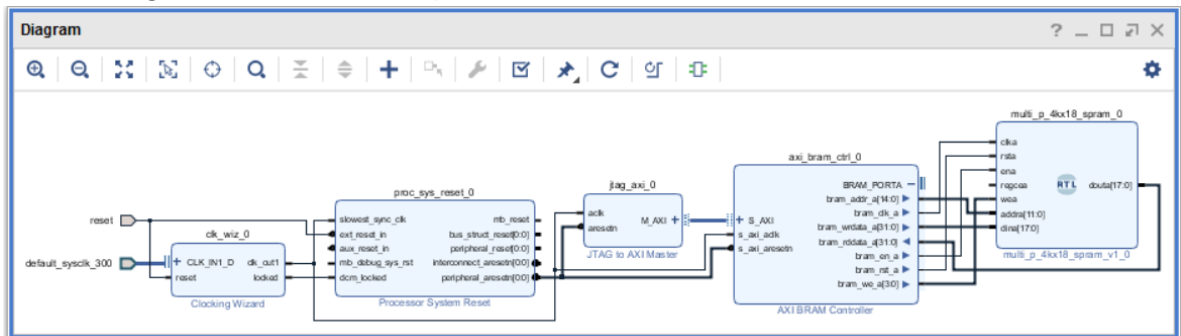 Diagram
reset
default_sysclk_300
clk_wiz_0
CLK_IN1_D
reset
clk_out1
locked
Clocking Wizard
proc_sys_reset_0
slowest_sync_clk
ext_reset_in
aux_reset_in
mb_debug_sys_rst
dcm_locked
mb_reset
bus_struct_reset[0:0]
peripheral_reset[0:0]
interconnect_aresetn[0:0]
peripheral_aresetn[0:0]
Processor System Reset
jtag_axi_0
aclk
aresetn
M_AXI
JTAG to AXI Master
axi_bram_ctrl_0
S_AXI
s_axi_aclk
s_axi_aresetn
BRAM_PORTA
bram_addr_a[14:0]
bram_clk_a
bram_wrdata_a[31:0]
bram_rddata_a[31:0]
bram_en_a
bram_rst_a
bram_we_a[3:0]
AXI BRAM Controller
multi_p_4kx18_spram_0
clka
rsta
ena
regcea
wea
addra[11:0]
dina[17:0]
RTL
douta[17:0]
multi_p_4kx18_spram_v1_0